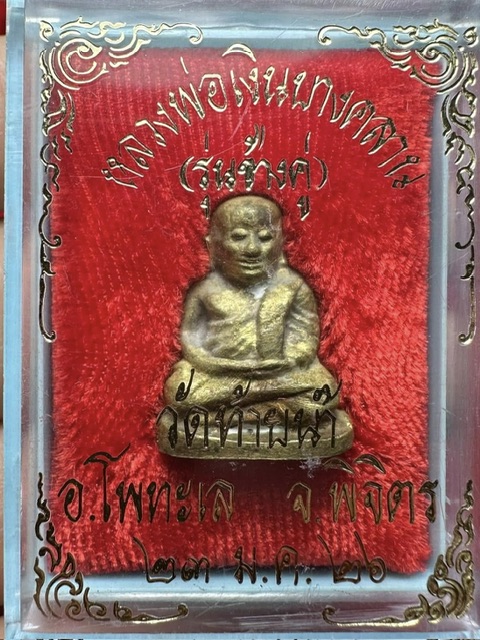 หลวงพ่อเงินบางคลาน
(รุ่นช้างคู่)
วัดท้ายน้ำ
อ.โพทะเล จ.พิจิตร
๒๓ ม.ค. ๒๖